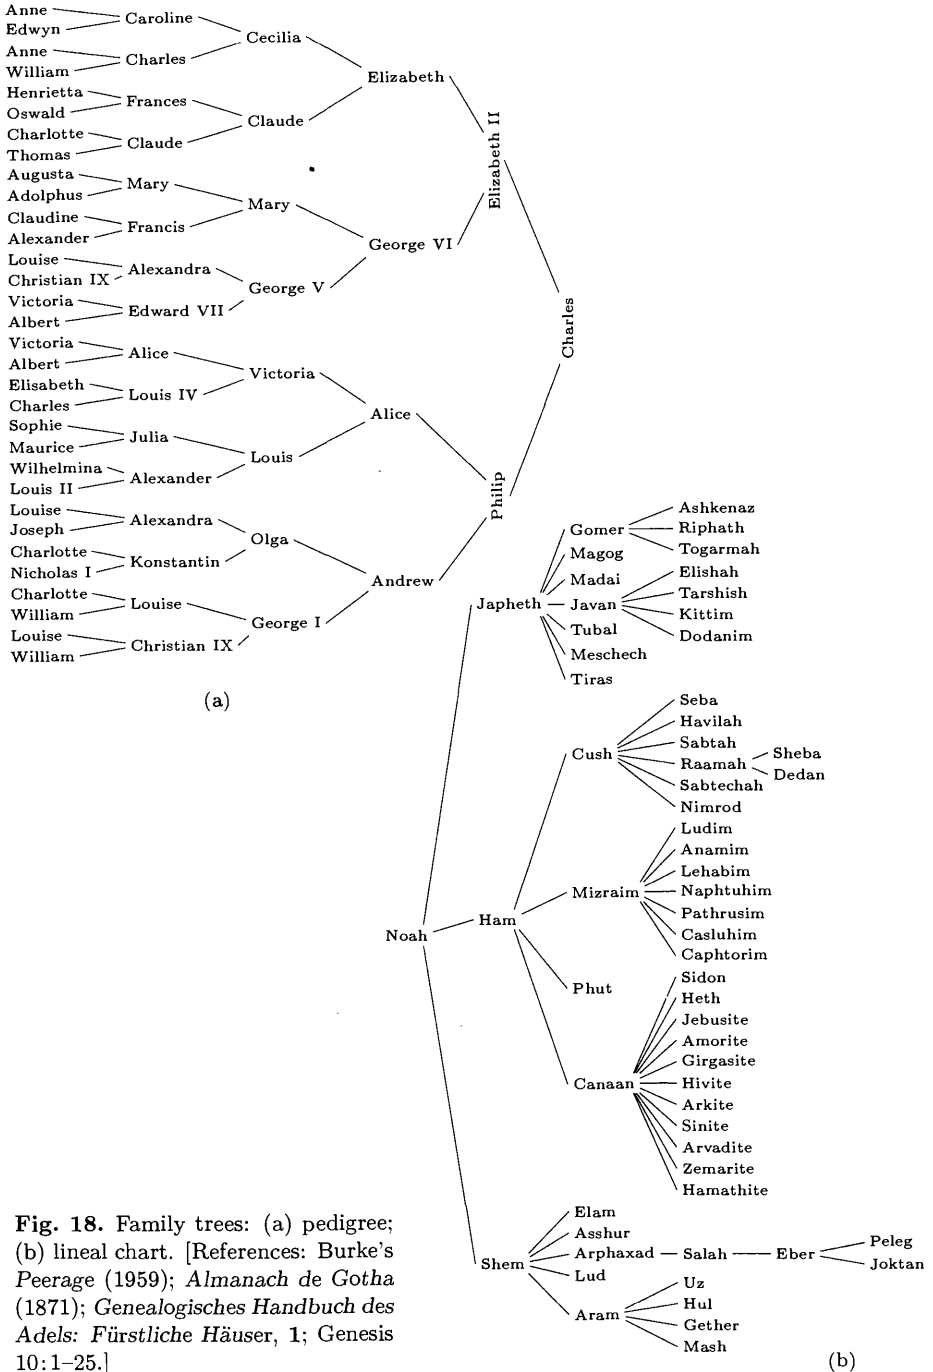 Anne
Edwyn
Caroline
Anne
William
Charles
Cecilia
Henrietta
Oswald
Frances
Charlotte
Thomas
Claude
Claude
Elizabeth
Augusta
Adolphus
Mary
Claudine
Alexander
Francis
Mary
Louise
Christian IX
Alexandra
Victoria
Albert
Edward VII
George V
George VI
Elizabeth II
Victoria
Albert
Alice
Elisabeth
Charles
Louis IV
Victoria
Sophie
Maurice
Julia
Wilhelmina
Louis II
Alexander
Louis
Alice
Louise
Joseph
Alexandra
Charlotte
Nicholas I
Konstantin
Olga
Charlotte
William
Louise
Louise
William
Christian IX
George I
Andrew
Philip
Charles
(a)
Noah
Japheth
Gomer
Ashkenaz
Riphath
Togarmah
Magog
Madai
Javan
Elishah
Tarshish
Kittim
Dodanim
Tubal
Meschech
Tiras
Ham
Cush
Seba
Havilah
Sabtah
Raamah
Sheba
Dedan
Sabtechah
Nimrod
Mizraim
Ludim
Anamim
Lehabim
Naphtuhim
Pathrusim
Casluhim
Caphtorim
Phut
Canaan
Sidon
Heth
Jebusite
Amorite
Girgasite
Hivite
Arkite
Sinite
Arvadite
Zemarite
Hamathite
Shem
Elam
Asshur
Arphaxad
Salah
Eber
Peleg
Joktan
Lud
Aram
Uz
Hul
Gether
Mash
(b)
Fig. 18. Family trees: (a) pedigree;
(b) lineal chart. [References: Burke's
Peerage (1959); Almanach de Gotha
(1871); Genealogisches Handbuch des
Adels: Fürstliche Häuser, 1; Genesis
10:1–25.]